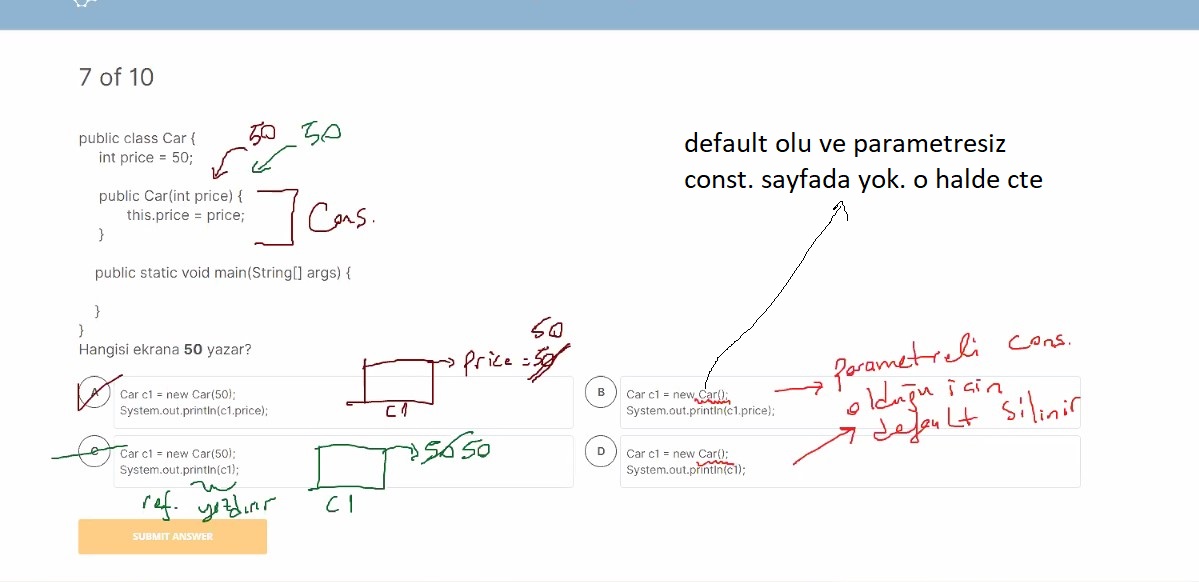 7 of 10
public class Car {
int price = 50;
50 50
public Car(int price) {
this.price = price;
}
Cons.
public static void main(String[] args) {
}
}
default olu ve parametresiz
const. sayfada yok. o halde cte
Hangisi ekrana 50 yazar?
50
Price = 50
C1
A
Car c1 = new Car(50);
System.out.println(c1.price);
B
Car c1 = new Car();
System.out.println(c1.price);
Parametreli Cons.
olduğu için
default silinir
C
Car c1 = new Car(50);
System.out.println(c1);
50 50
C1
ref. yazdırır
D
Car c1 = new Car();
System.out.println(c1);
SUBMIT ANSWER